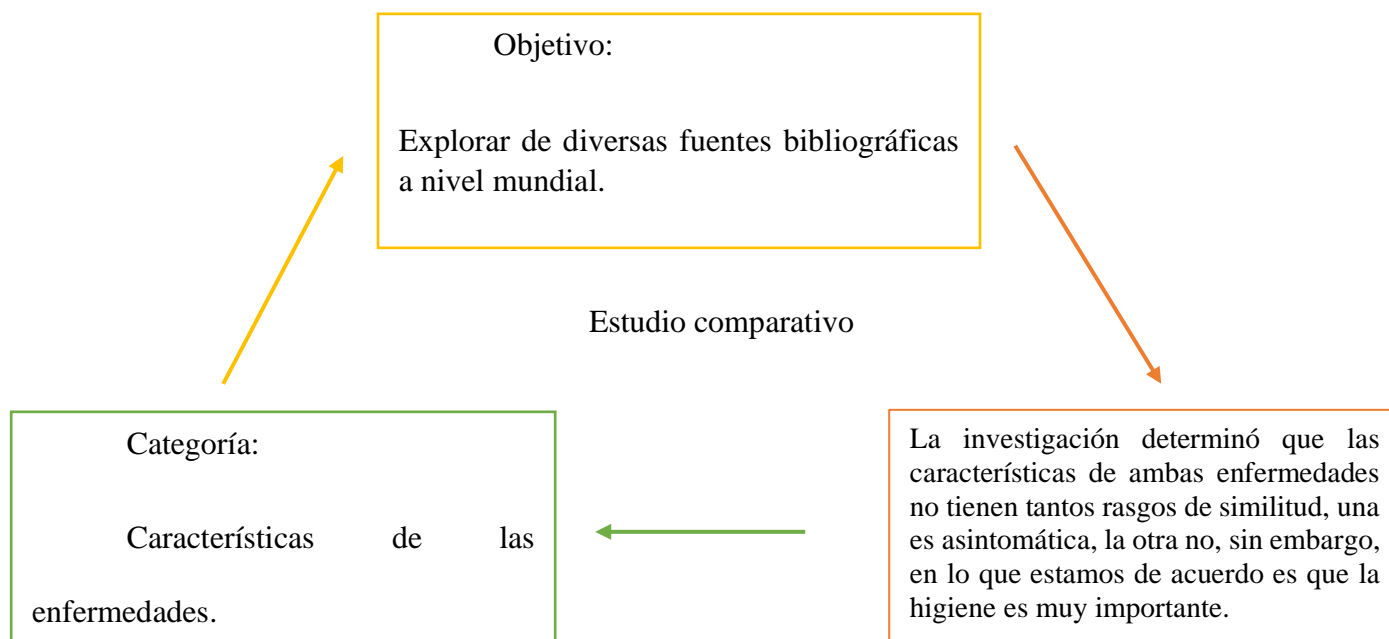 Objetivo:
Explorar de diversas fuentes bibliográficas
a nivel mundial.
Estudio comparativo
Categoría:
Características de las
enfermedades.
La investigación determinó que las
características de ambas enfermedades
no tienen tantos rasgos de similitud, una
es asintomática, la otra no, sin embargo,
en lo que estamos de acuerdo es que la
higiene es muy importante.